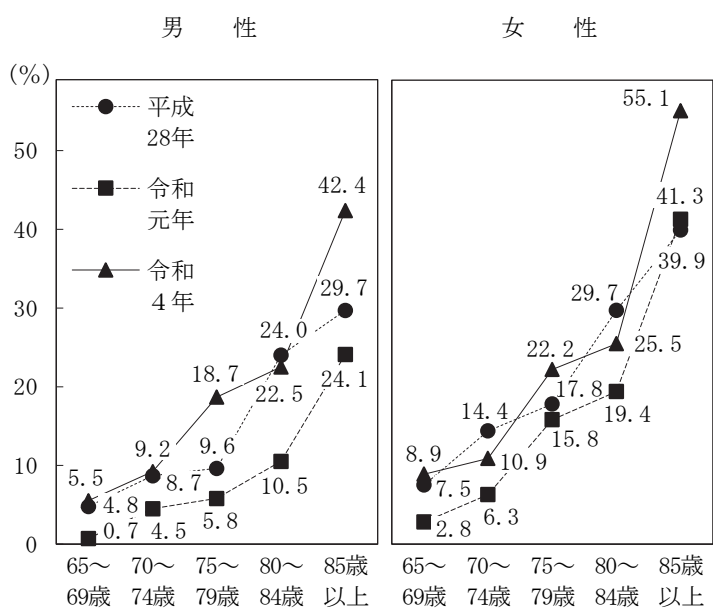 男　性
女　性
(%)
50
40
30
20
10
0
平成
28年
令和
元年
令和
4年
5.5
4.8
0.7
9.2
8.7
4.5
18.7
9.6
5.8
24.0
22.5
10.5
42.4
29.7
24.1
65～
69歳
70～
74歳
75～
79歳
80～
84歳
85歳
以上
8.9
7.5
2.8
14.4
10.9
6.3
22.2
17.8
15.8
29.7
25.5
19.4
55.1
41.3
39.9
65～
69歳
70～
74歳
75～
79歳
80～
84歳
85歳
以上